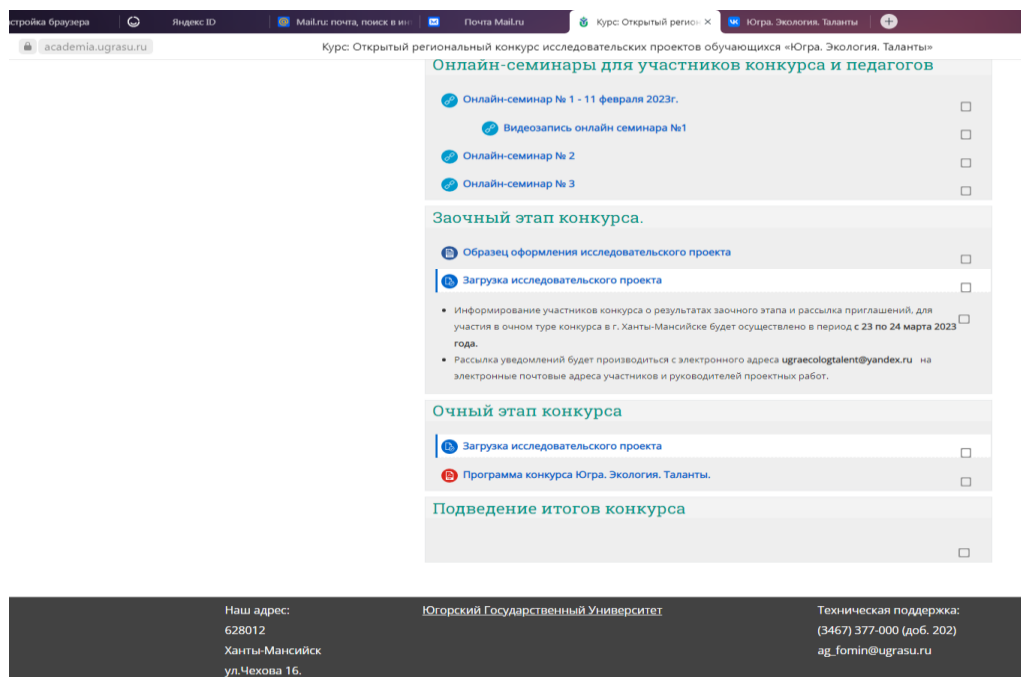 стройка браузера
Яндекс ID
Mail.ru: почта, поиск в инт
Почта Mail.ru
Курс: Открытый регион
Югра. Экология. Таланты
academia.ugrasu.ru
Курс: Открытый региональный конкурс исследовательских проектов обучающихся «Югра. Экология. Таланты»
Онлайн-семинары для участников конкурса и педагогов
Онлайн-семинар № 1 - 11 февраля 2023г.
Видеозапись онлайн семинара №1
Онлайн-семинар № 2
Онлайн-семинар № 3
Заочный этап конкурса.
Образец оформления исследовательского проекта
Загрузка исследовательского проекта
Информирование участников конкурса о результатах заочного этапа и рассылка приглашений, для
участия в очном туре конкурса в г. Ханты-Мансийске будет осуществлено в период с 23 по 24 марта 2023
года.
Рассылка уведомлений будет производиться с электронного адреса ugraecologtalent@yandex.ru на
электронные почтовые адреса участников и руководителей проектных работ.
Очный этап конкурса
Загрузка исследовательского проекта
Программа конкурса Югра. Экология. Таланты.
Подведение итогов конкурса
Наш адрес:
628012
Ханты-Мансийск
ул.Чехова 16.
Югорский Государственный Университет
Техническая поддержка:
(3467) 377-000 (доб. 202)
ag_fomin@ugrasu.ru